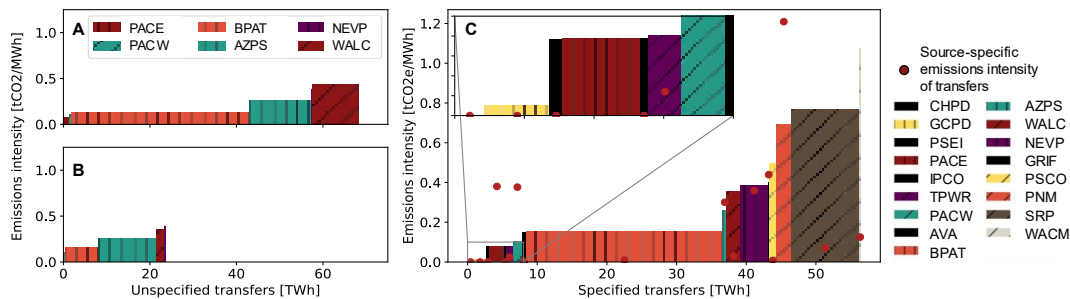 A
PACE
BPAT
NEVP
PACW
AZPS
WALC
1.0
0.5
0.0
B
1.0
0.5
0.0
0
20
40
60
Emissions intensity [tCO2/MWh]
Unspecified transfers [TWh]
C
1.2
1.0
0.8
0.6
0.4
0.2
0.0
0
10
20
30
40
50
Emissions intensity [tCO2e/MWh]
Specified transfers [TWh]
Source-specific
emissions intensity
of transfers
CHPD
GCPD
PSEI
PACE
IPCO
TPWR
PACW
AVA
BPAT
AZPS
WALC
NEVP
GRIF
PSCO
PNM
SRP
WACM